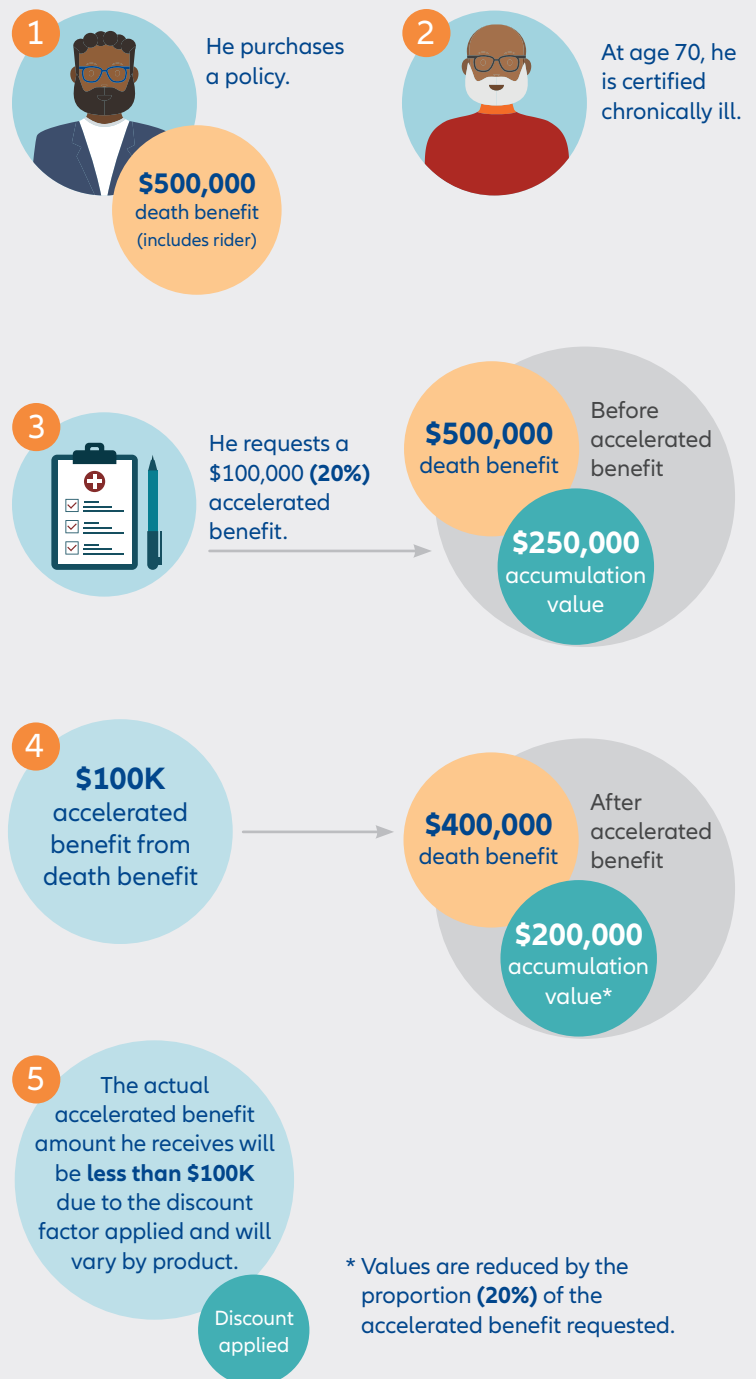 1
He purchases
a policy.
$500,000
death benefit
(includes rider)
2
At age 70, he
is certified
chronically ill.
3
He requests a
$100,000 (20%)
accelerated
benefit.
$500,000
death benefit
Before
accelerated
benefit
$250,000
accumulation
value
4
$100K
accelerated
benefit from
death benefit
$400,000
death benefit
After
accelerated
benefit
$200,000
accumulation
value*
5
The actual
accelerated benefit
amount he receives will
be less than $100K
due to the discount
factor applied and will
vary by product.
Discount
applied
* Values are reduced by the
proportion (20%) of the
accelerated benefit requested.